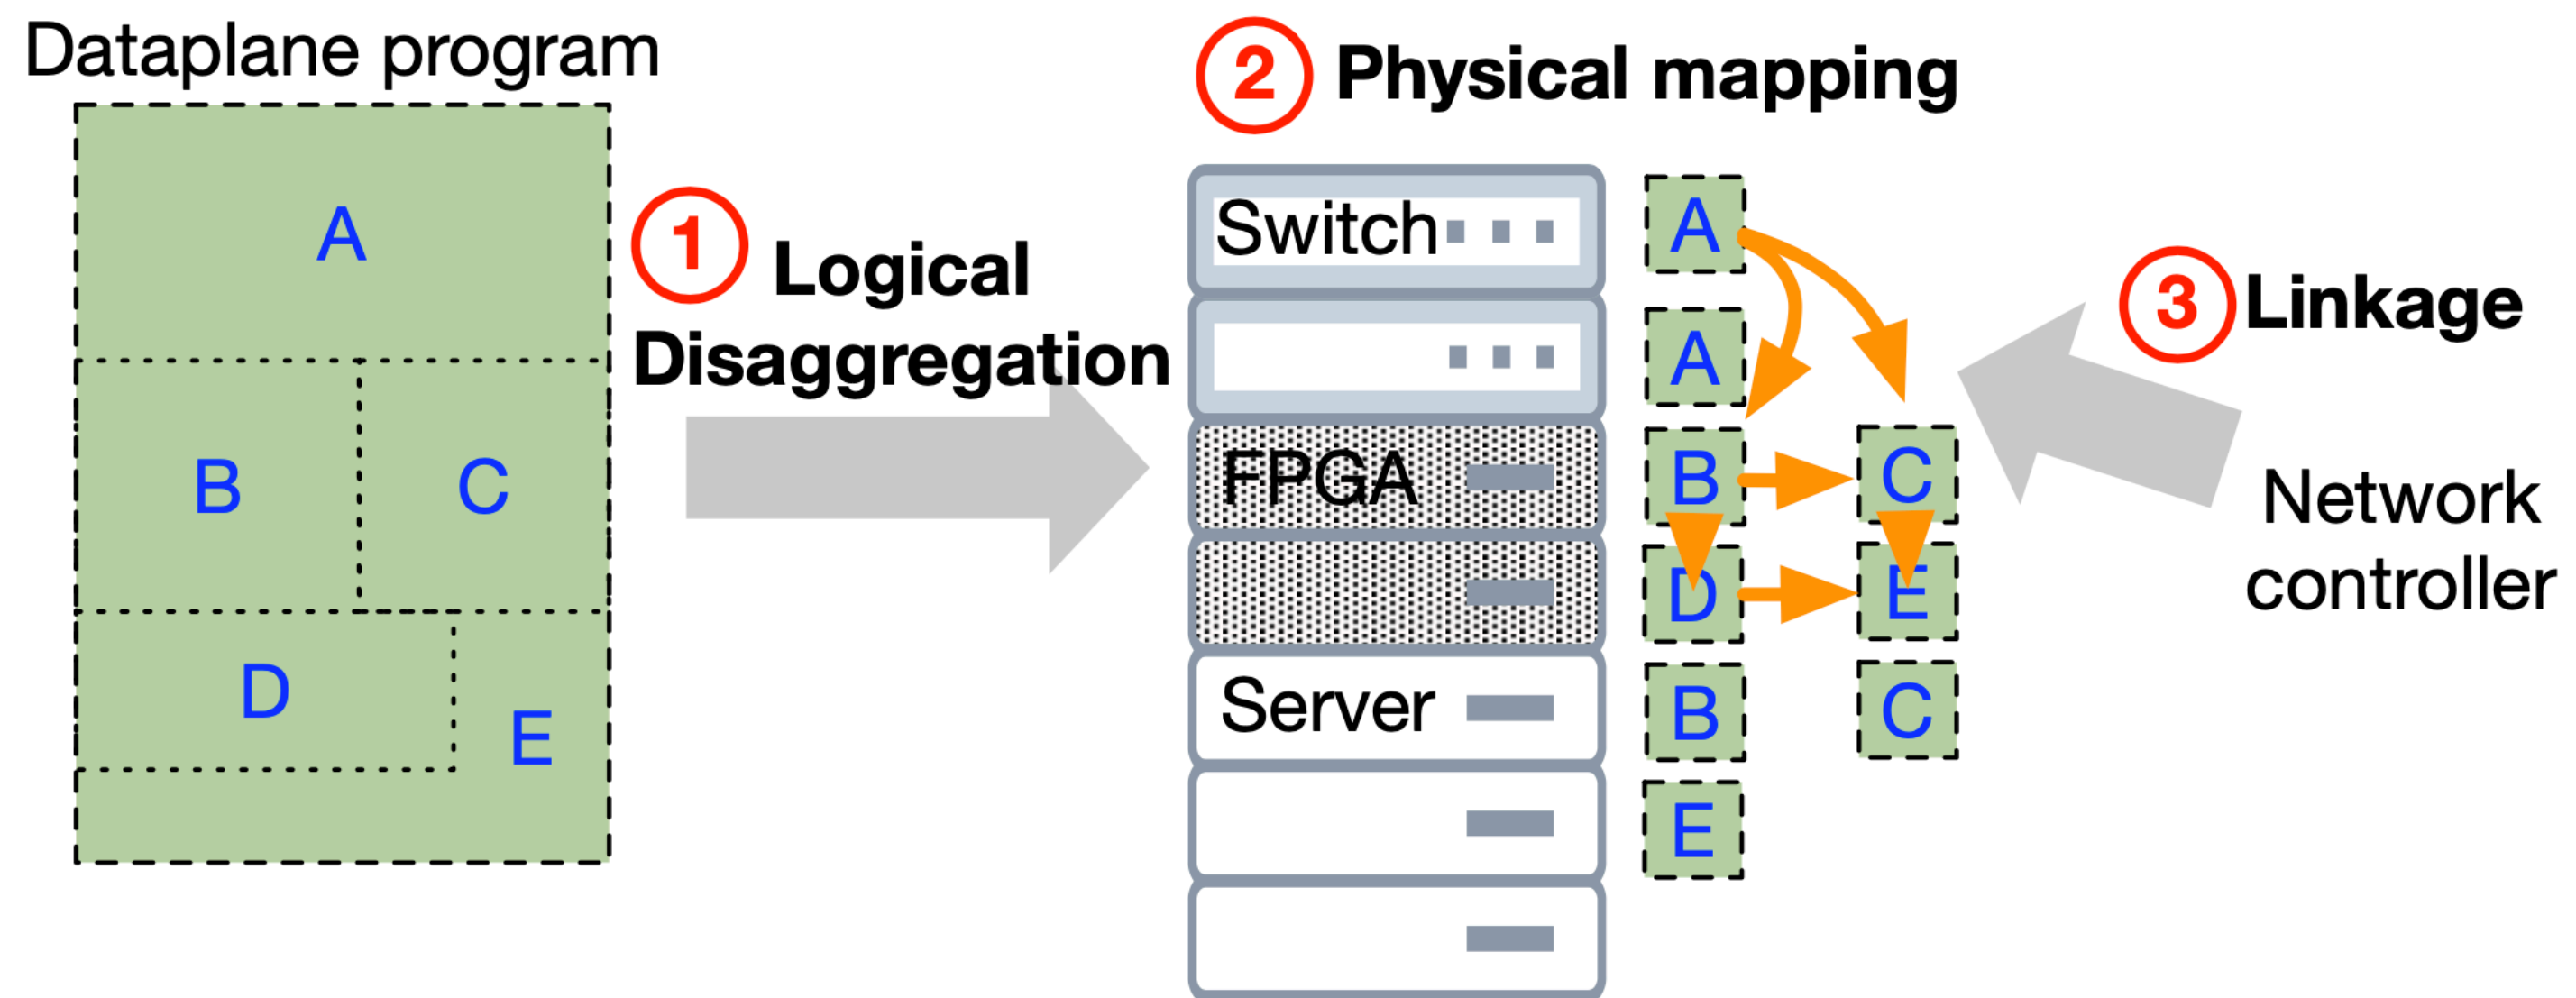 Dataplane program
A
B C
D
E
1 Logical
Disaggregation
2 Physical mapping
Switch
FPGA
Server
A
A
B C
D E
B C
E
3 Linkage
Network
controller